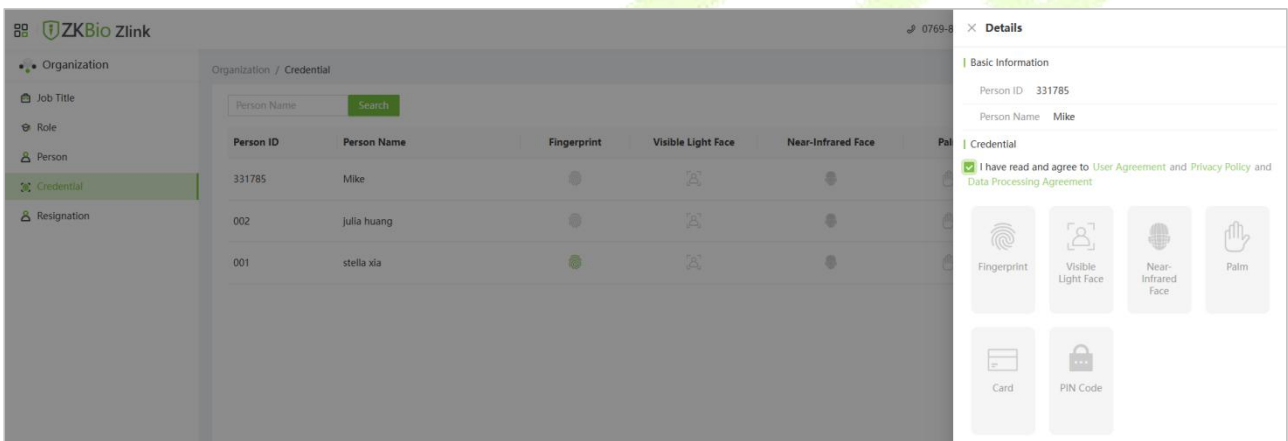 ZKBio Zlink
0769-8
Organization
Job Title
Role
Person
Credential
Resignation
Organization / Credential
Person Name Search
Person ID Person Name Fingerprint Visible Light Face Near-Infrared Face Pal
331785 Mike
002 julia huang
001 stella xia
Details
Basic Information
Person ID 331785
Person Name Mike
Credential
I have read and agree to User Agreement and Privacy Policy and
Data Processing Agreement
Fingerprint
Visible
Light Face
Near-
Infrared
Face
Palm
Card
PIN Code